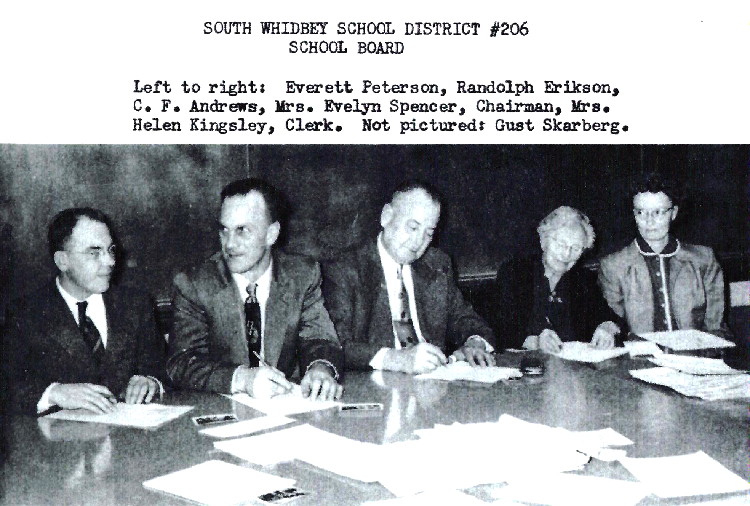 SOUTH WHIDBEY SCHOOL DISTRICT #206
SCHOOL BOARD
Left to right: Everett Peterson, Randolph Erikson,
C. F. Andrews, Mrs. Evelyn Spencer, Chairman, Mrs.
Helen Kingsley, Clerk. Not pictured: Gust Skarberg.